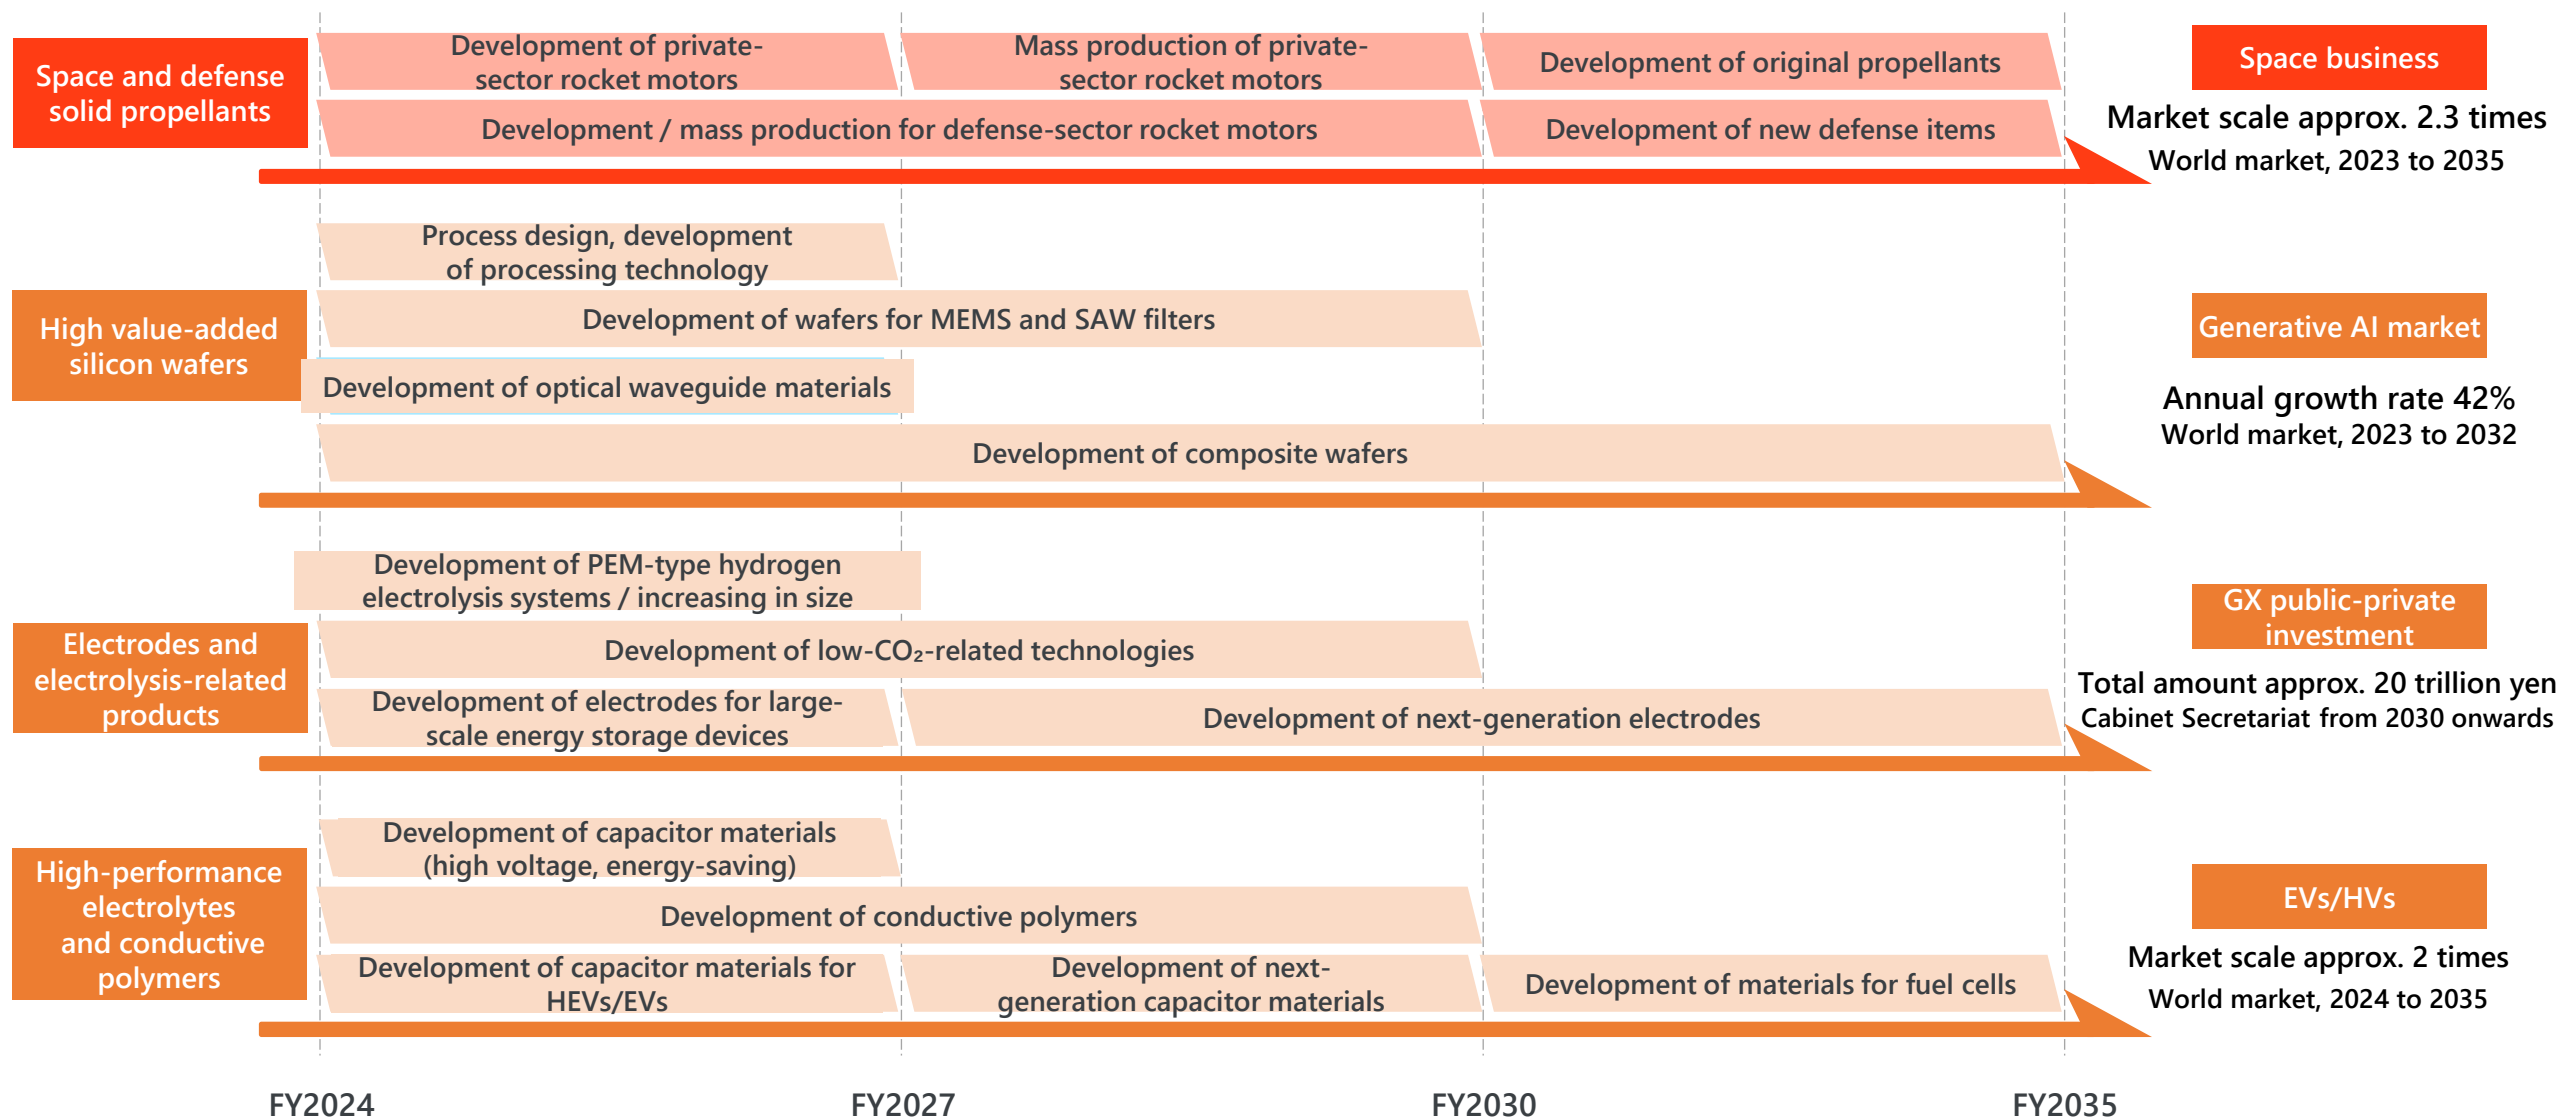 Space and defense
solid propellants
Development of private-
sector rocket motors
Mass production of private-
sector rocket motors
Development of original propellants
Development / mass production for defense-sector rocket motors
Development of new defense items
Space business
Market scale approx. 2.3 times
World market, 2023 to 2035
High value-added
silicon wafers
Process design, development
of processing technology
Development of wafers for MEMS and SAW filters
Development of optical waveguide materials
Development of composite wafers
Generative AI market
Annual growth rate 42%
World market, 2023 to 2032
Electrodes and
electrolysis-related
products
Development of PEM-type hydrogen
electrolysis systems / increasing in size
Development of low-CO₂-related technologies
Development of electrodes for large-
scale energy storage devices
Development of next-generation electrodes
GX public-private
investment
Total amount approx. 20 trillion yen
Cabinet Secretariat from 2030 onwards
High-performance
electrolytes
and conductive
polymers
Development of capacitor materials
(high voltage, energy-saving)
Development of conductive polymers
Development of capacitor materials for
HEVs/EVs
Development of next-
generation capacitor materials
Development of materials for fuel cells
EVs/HVs
Market scale approx. 2 times
World market, 2024 to 2035
FY2024
FY2027
FY2030
FY2035